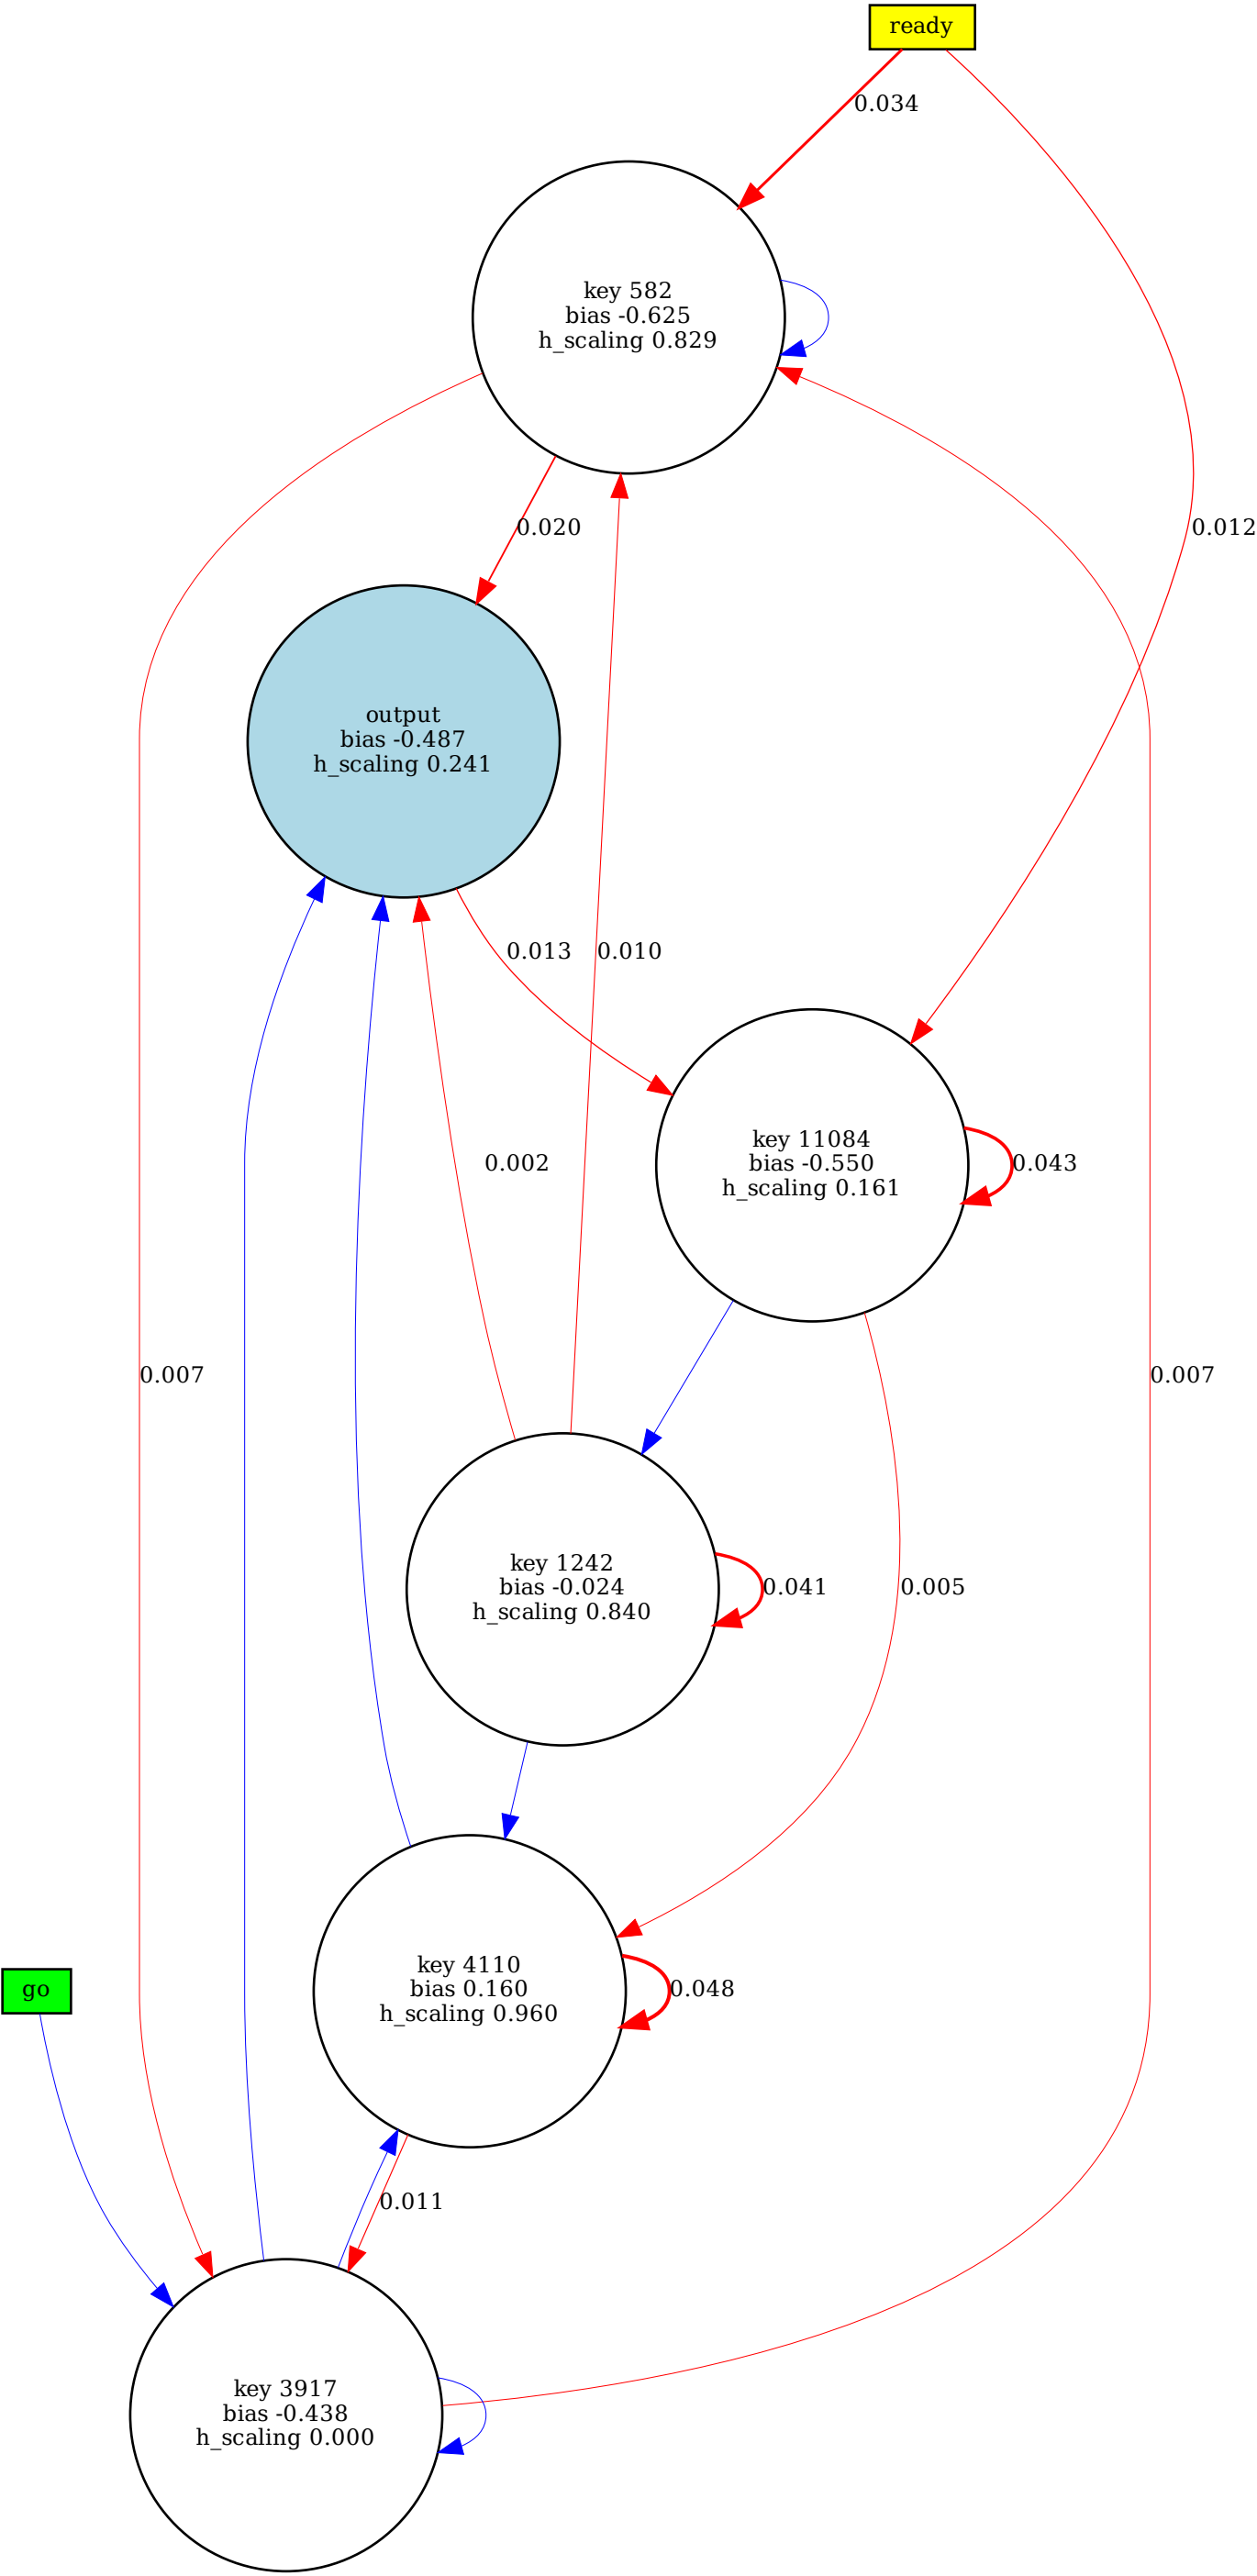 ready
0.034
key 582
bias -0.625
h_scaling 0.829
0.020
0.012
output
bias -0.487
h_scaling 0.241
0.013
0.010
key 11084
bias -0.550
h_scaling 0.161
0.002
0.043
0.007
0.007
key 1242
bias -0.024
h_scaling 0.840
0.041
0.005
key 4110
bias 0.160
h_scaling 0.960
go
0.048
0.011
key 3917
bias -0.438
h_scaling 0.000